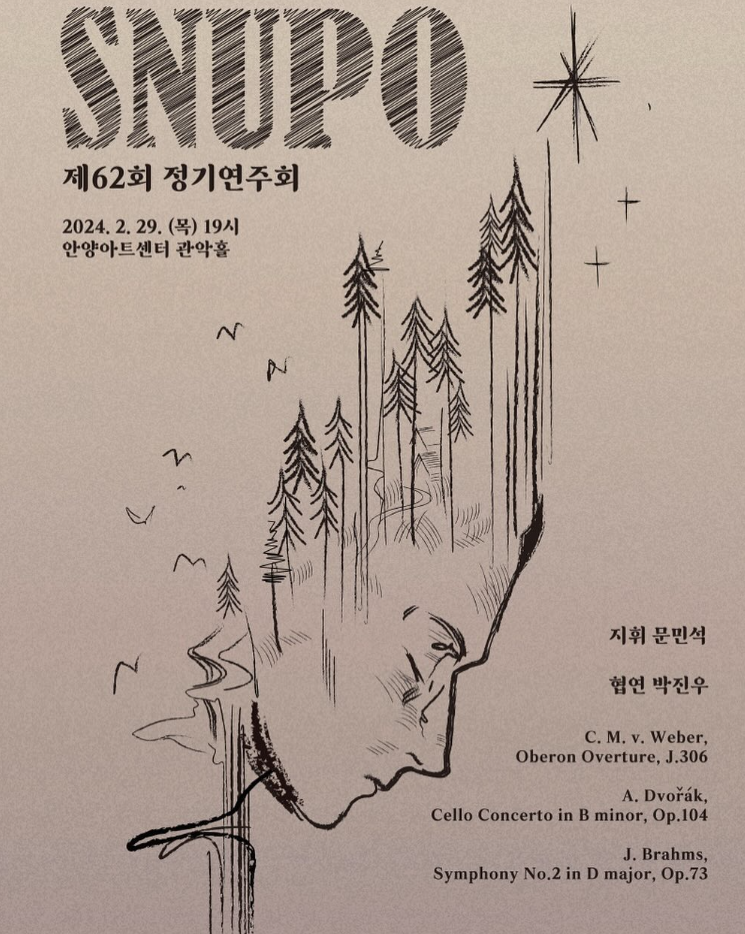 SNUPO
제62회 정기연주회
2024. 2. 29. (목) 19시
안양아트센터 관악홀
지휘 문민석
협연 박진우
C. M. v. Weber,
Oberon Overture, J.306
A. Dvořák,
Cello Concerto in B minor, Op.104
J. Brahms,
Symphony No.2 in D major, Op.73